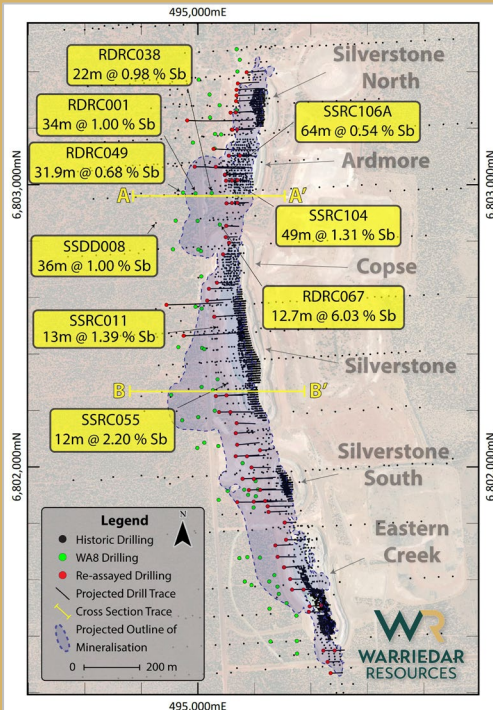 495,000mE
RDRC038
22m @ 0.98 % Sb
Silverstone
North
RDRC001
34m @ 1.00 % Sb
SSRC106A
64m @ 0.54 % Sb
RDRC049
31.9m @ 0.68 % Sb
Ardmore
6,803,000mN
6,803,000mN
A
A'
SSRC104
49m @ 1.31 % Sb
SSDD008
36m @ 1.00 % Sb
Copse
RDRC067
12.7m @ 6.03 % Sb
SSRC011
13m @ 1.39 % Sb
Silverstone
B
B'
SSRC055
12m @ 2.20 % Sb
6,802,000mN
6,802,000mN
Silverstone
South
Eastern
Creek
Legend
N
Historic Drilling
WA8 Drilling
Re-assayed Drilling
Projected Drill Trace
Cross Section Trace
Projected Outline of
Mineralisation
0 200 m
WR
WARRIEDAR
RESOURCES
495,000mE